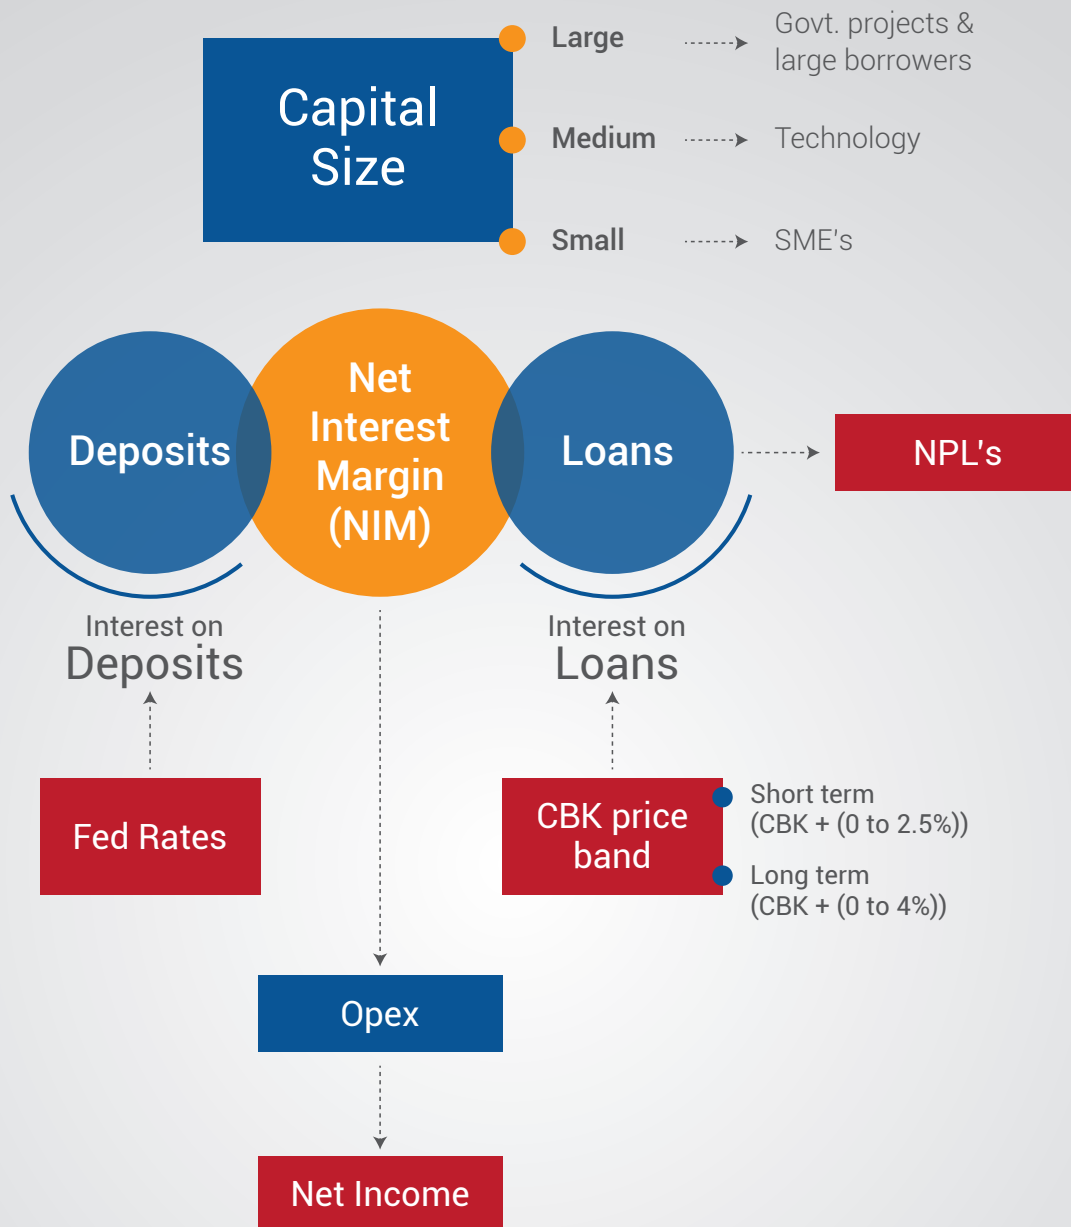 Capital
Size
Large
Govt. projects &
large borrowers
Medium
Technology
Small
SME's
Deposits
Net
Interest
Margin
(NIM)
Loans
NPL's
Interest on
Deposits
Interest on
Loans
Fed Rates
CBK price
band
Short term
(CBK + (0 to 2.5%))
Long term
(CBK + (0 to 4%))
Opex
Net Income